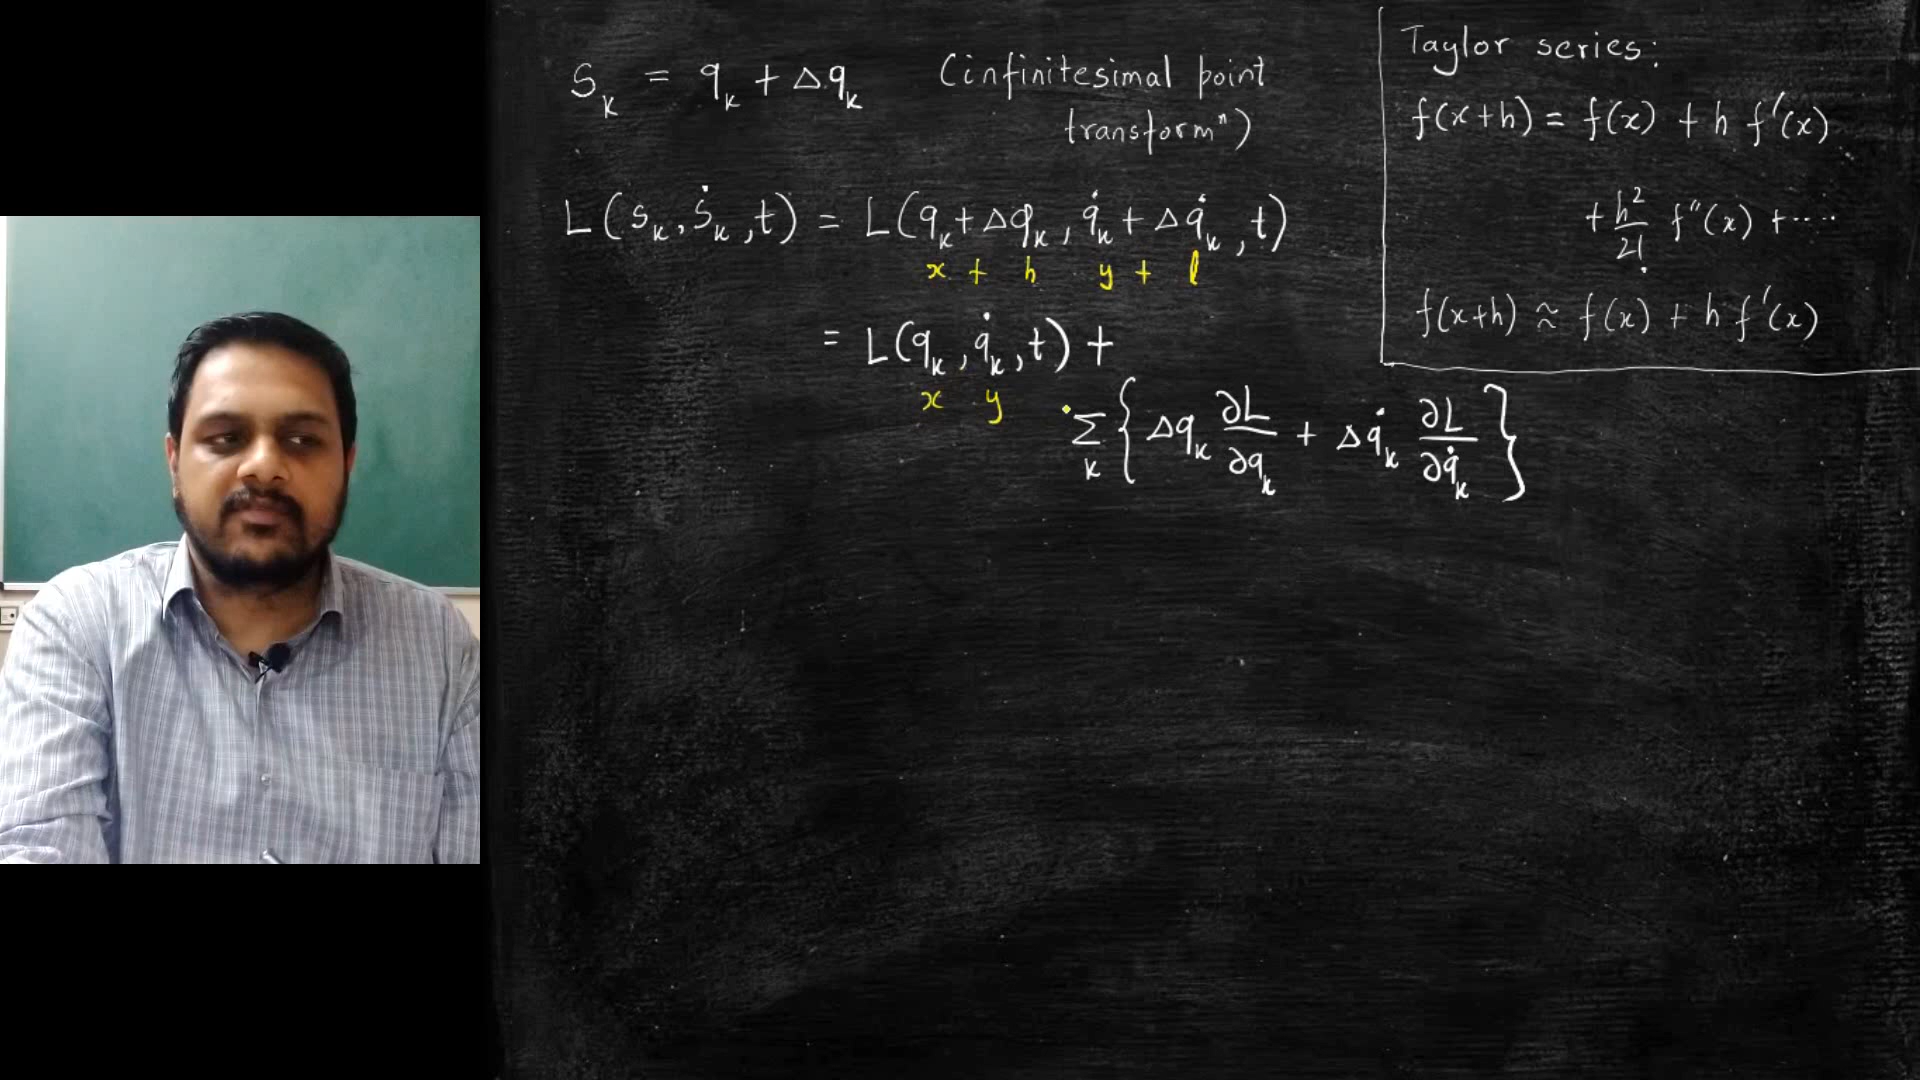 S_k = q_k + Δq_k (infinitesimal point
transformⁿ)
L(s_k, ṡ_k, t) = L(q_k + Δq_k, q̇_k + Δq̇_k, t)
x + h y + l
= L(q_k, q̇_k, t) +
x y
Σ_k { Δq_k ∂L/∂q_k + Δq̇_k ∂L/∂q̇_k }
Taylor series:
f(x+h) = f(x) + h f'(x)
+ h²/2! f''(x) + ....
f(x+h) ≈ f(x) + h f'(x)